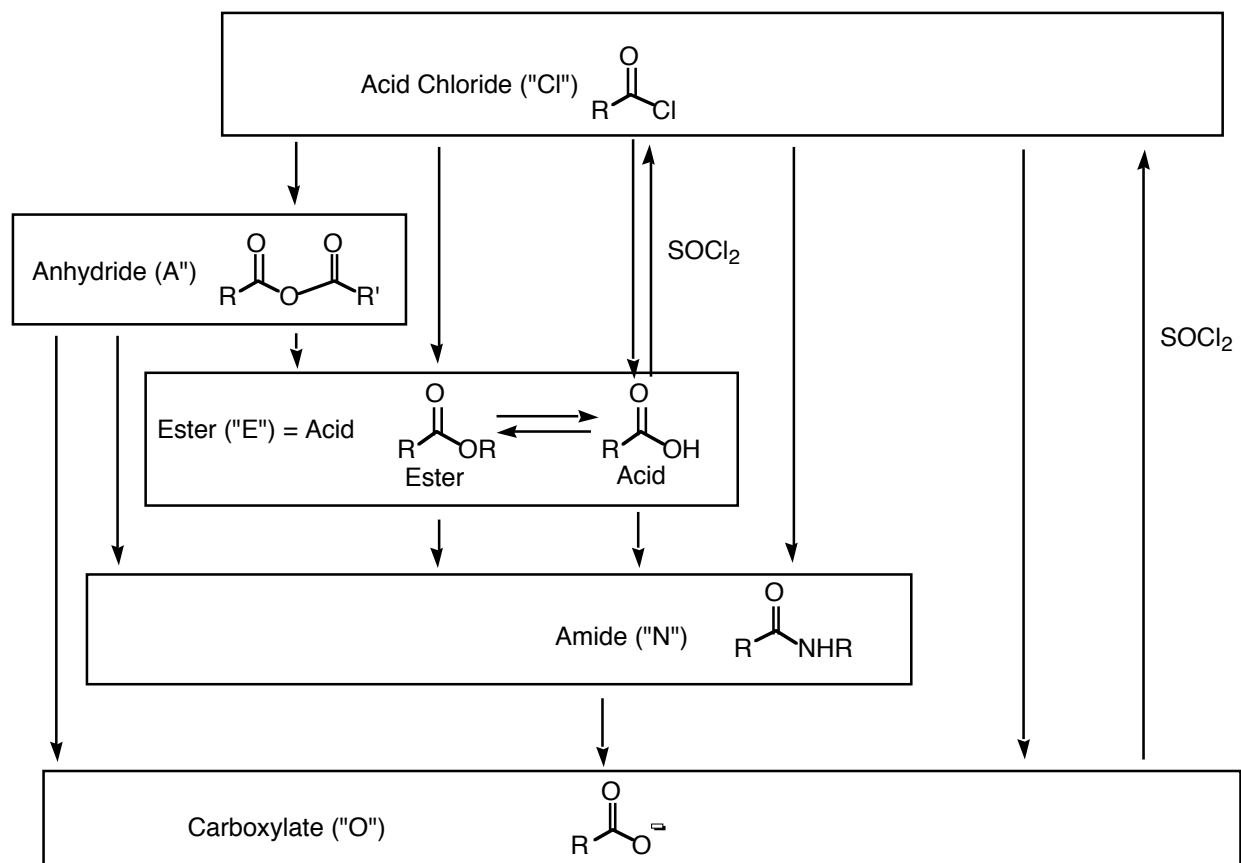 Acid Chloride ("Cl")
O
R
Cl
Anhydride (A")
O
O
R
O
R'
SOCl2
SOCl2
Ester ("E") = Acid
O
R
OR
Ester
O
R
OH
Acid
Amide ("N")
O
R
NHR
Carboxylate ("O")
O
R
O